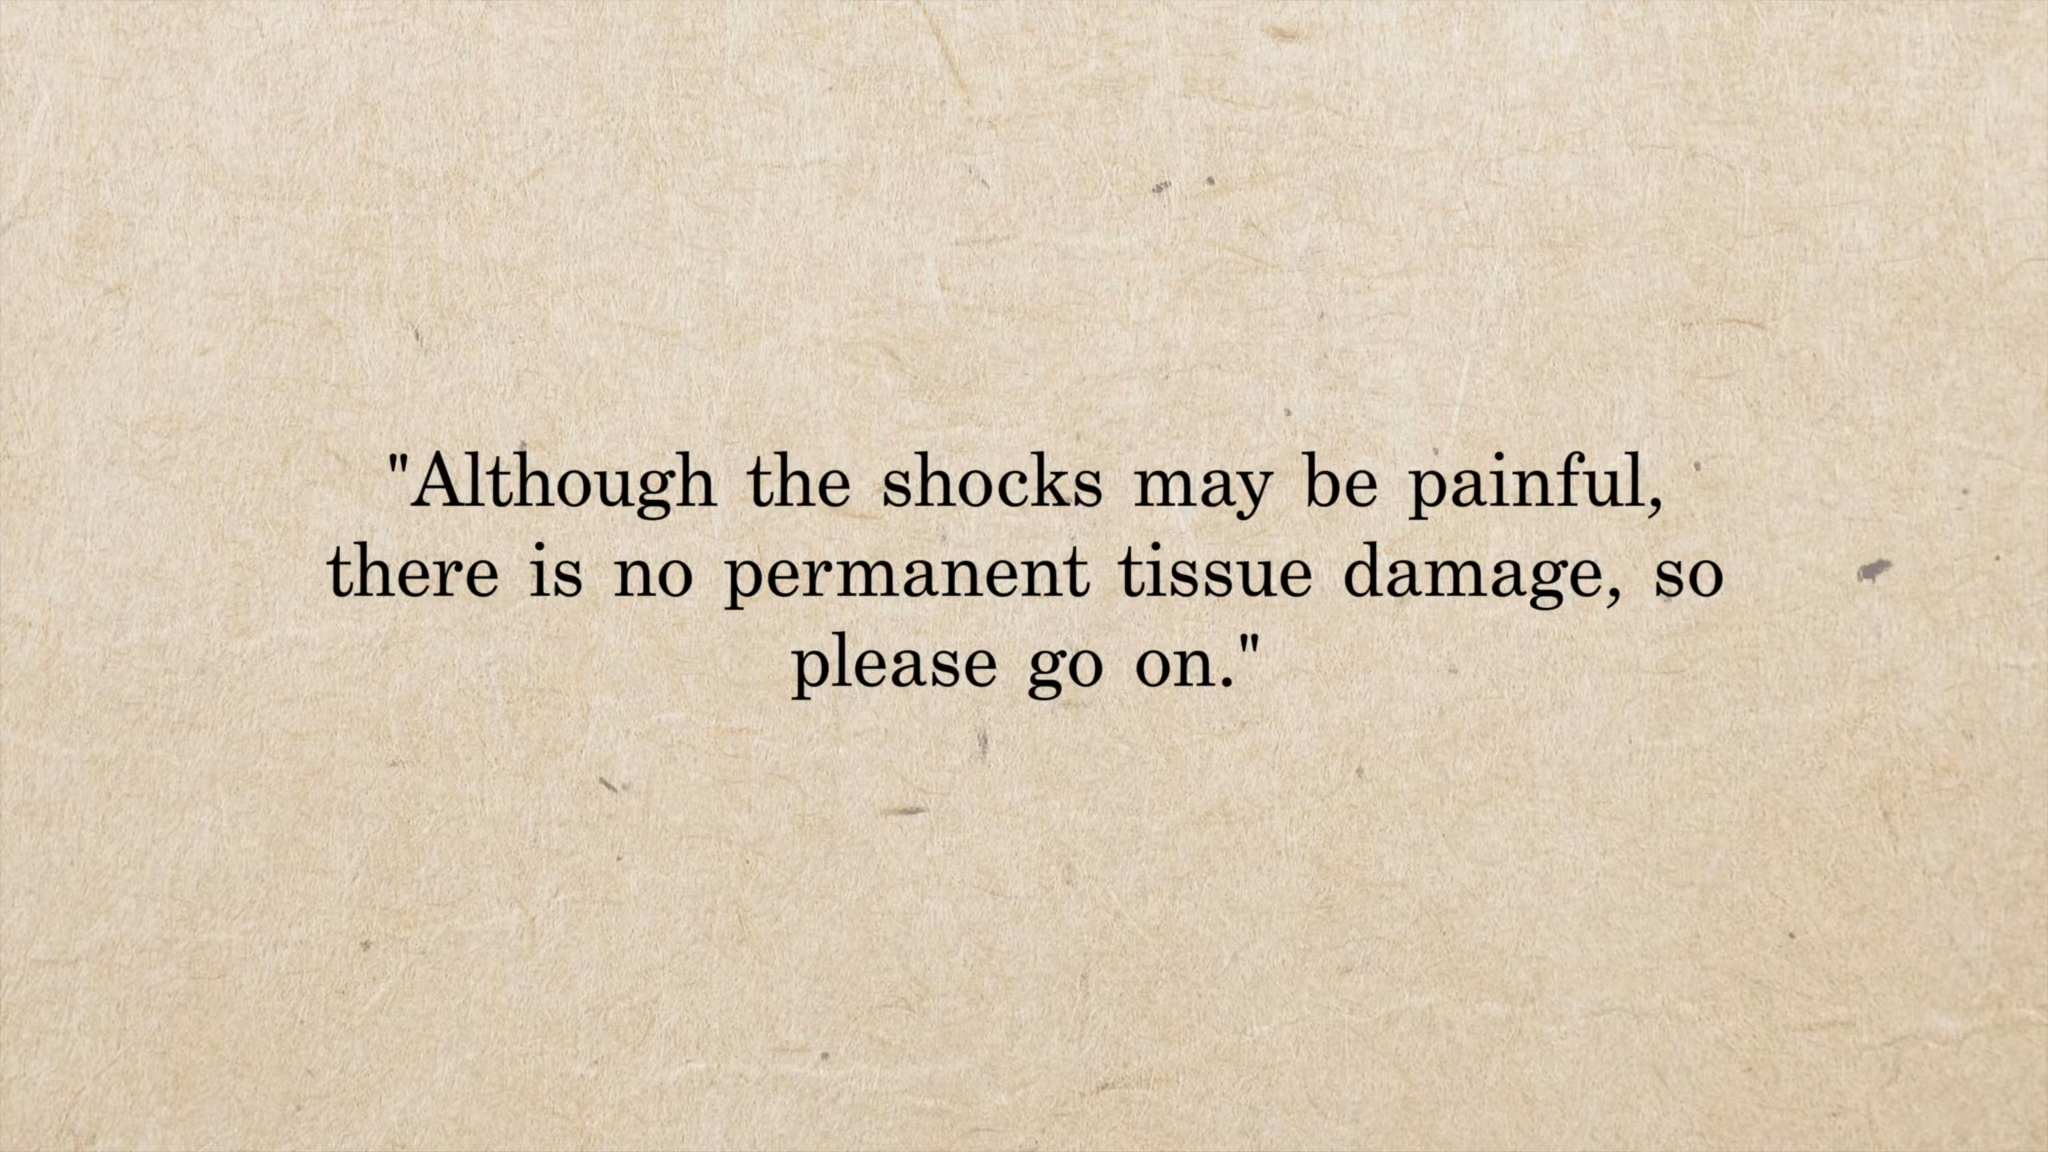 "Although the shocks may be painful,
there is no permanent tissue damage, so
please go on."